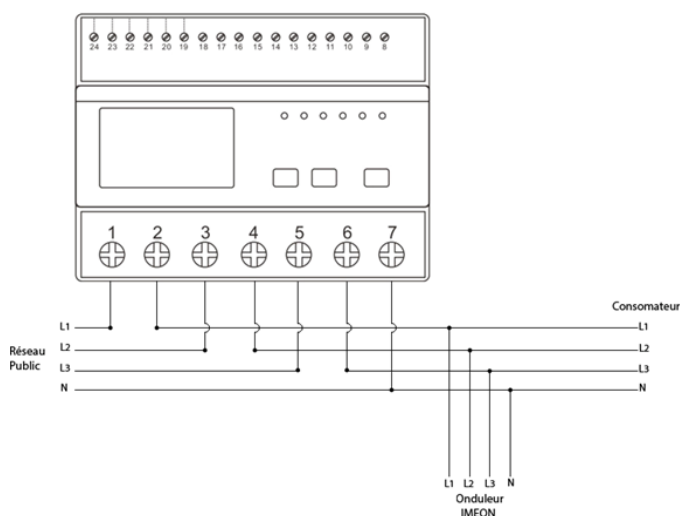 24 23 22 21 20 19 18 17 16 15 14 13 12 11 10 9 8
1 2 3 4 5 6 7
Consomateur
L1 L1
Réseau
Public
L2 L2
L3 L3
N N
L1 L2 L3 N
Onduleur
IMEON